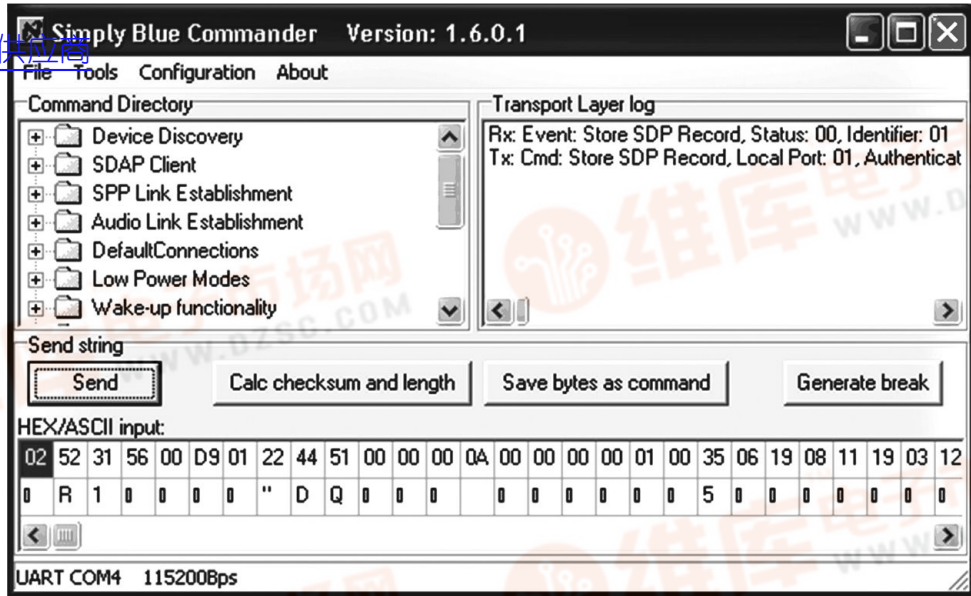 Simply Blue Commander Version: 1.6.0.1
供应商
File Tools Configuration About
Command Directory
Device Discovery
SDAP Client
SPP Link Establishment
Audio Link Establishment
DefaultConnections
Low Power Modes
Wake-up functionality
Transport Layer log
Rx: Event: Store SDP Record, Status: 00, Identifier: 01
Tx: Cmd: Store SDP Record, Local Port: 01, Authenticat
Send string
Send
Calc checksum and length
Save bytes as command
Generate break
HEX/ASCII input:
02 52 31 56 00 D9 01 22 44 51 00 00 00 0A 00 00 00 00 01 00 35 06 19 08 11 19 03 12
R 1 " D Q 5
UART COM4 115200Bps
维库电子市场网
WWW.DZSC.COM